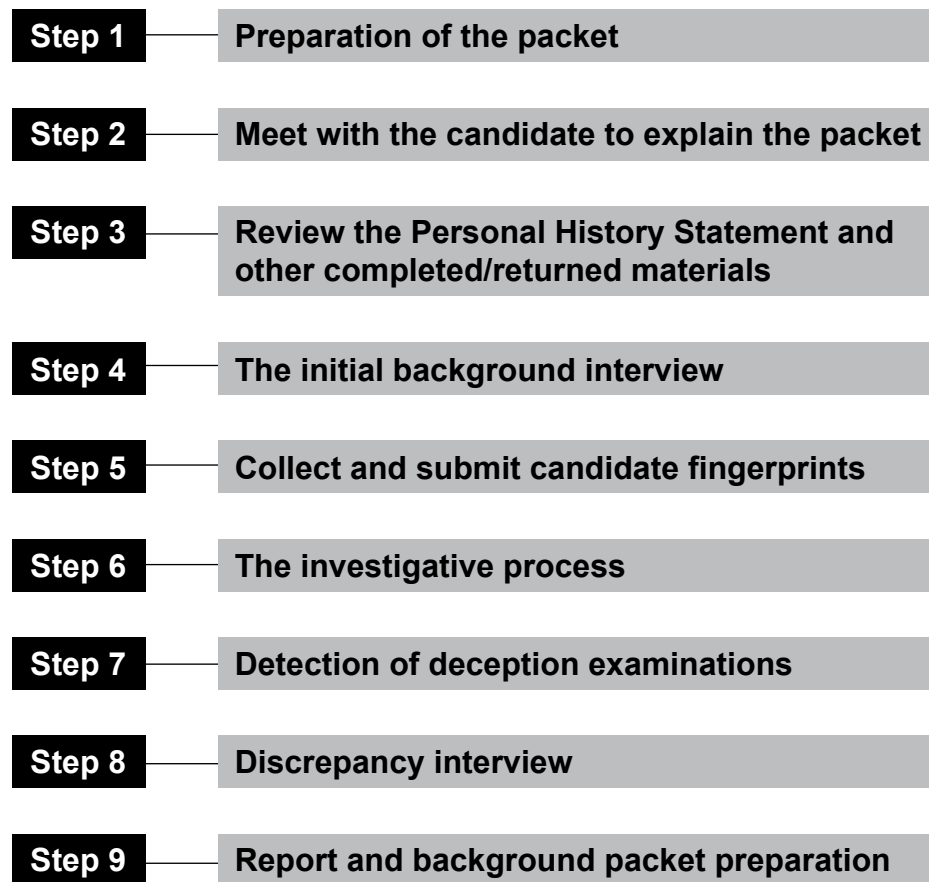 Step 1 Preparation of the packet
Step 2 Meet with the candidate to explain the packet
Step 3 Review the Personal History Statement and
other completed/returned materials
Step 4 The initial background interview
Step 5 Collect and submit candidate fingerprints
Step 6 The investigative process
Step 7 Detection of deception examinations
Step 8 Discrepancy interview
Step 9 Report and background packet preparation